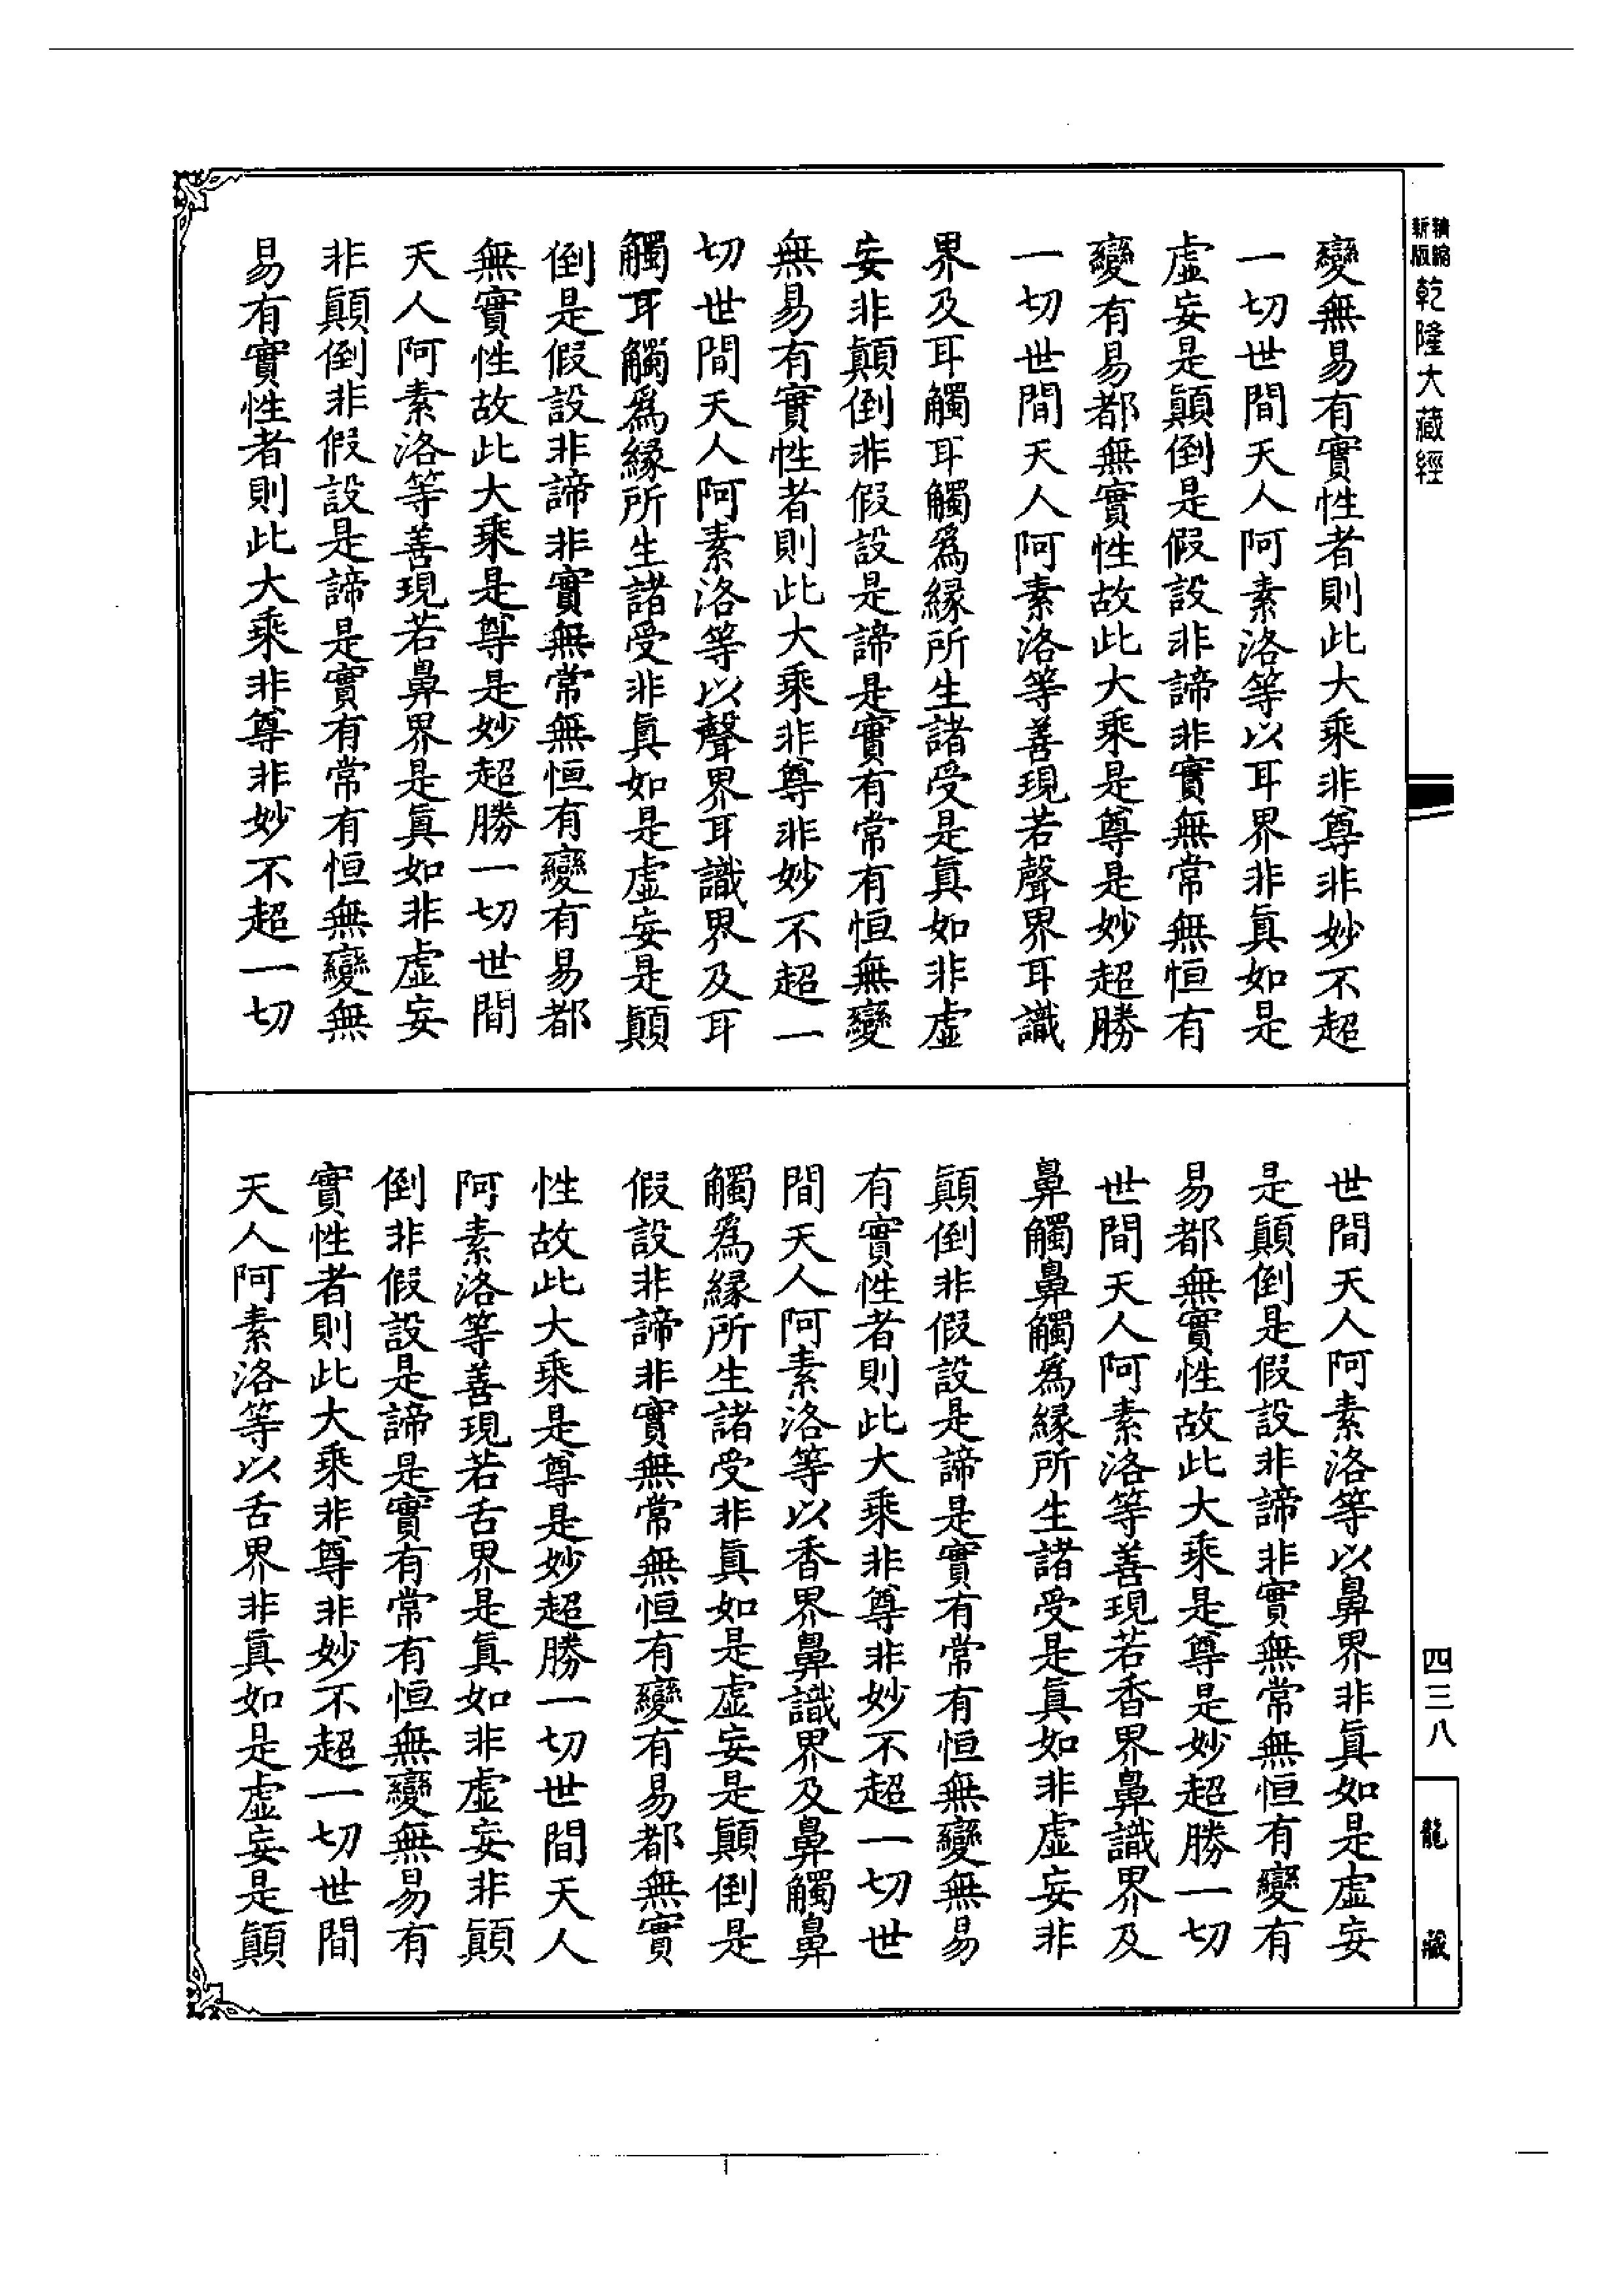 精縮新版
乾隆大藏經
變無易有實性者則此大乘非尊非妙不超
一切世間天人阿素洛等以耳界非眞如是
虛妄是顚倒是假設非諦非實無常無恒有
變有易都無實性故此大乘是尊是妙超勝
一切世間天人阿素洛等善現若聲界耳識
界及耳觸耳觸爲緣所生諸受是眞如非虛
妄非顚倒非假設是諦是實有常有恒無變
無易有實性者則此大乘非尊非妙不超一
切世間天人阿素洛等以聲界耳識界及耳
觸耳觸爲緣所生諸受非眞如是虛妄是顚
倒是假設非諦非實無常無恒有變有易都
無實性故此大乘是尊是妙超勝一切世間
天人阿素洛等善現若鼻界是眞如非虛妄
非顚倒非假設是諦是實有常有恒無變無
易有實性者則此大乘非尊非妙不超一切
世間天人阿素洛等以鼻界非眞如是虛妄
是顚倒是假設非諦非實無常無恒有變有
易都無實性故此大乘是尊是妙超勝一切
世間天人阿素洛等善現若香界鼻識界及
鼻觸鼻觸爲緣所生諸受是眞如非虛妄非
顚倒非假設是諦是實有常有恒無變無易
有實性者則此大乘非尊非妙不超一切世
間天人阿素洛等以香界鼻識界及鼻觸鼻
觸爲緣所生諸受非眞如是虛妄是顚倒是
假設非諦非實無常無恒有變有易都無實
性故此大乘是尊是妙超勝一切世間天人
阿素洛等善現若舌界是眞如非虛妄非顚
倒非假設是諦是實有常有恒無變無易有
實性者則此大乘非尊非妙不超一切世間
天人阿素洛等以舌界非眞如是虛妄是顚
四三八
龍藏